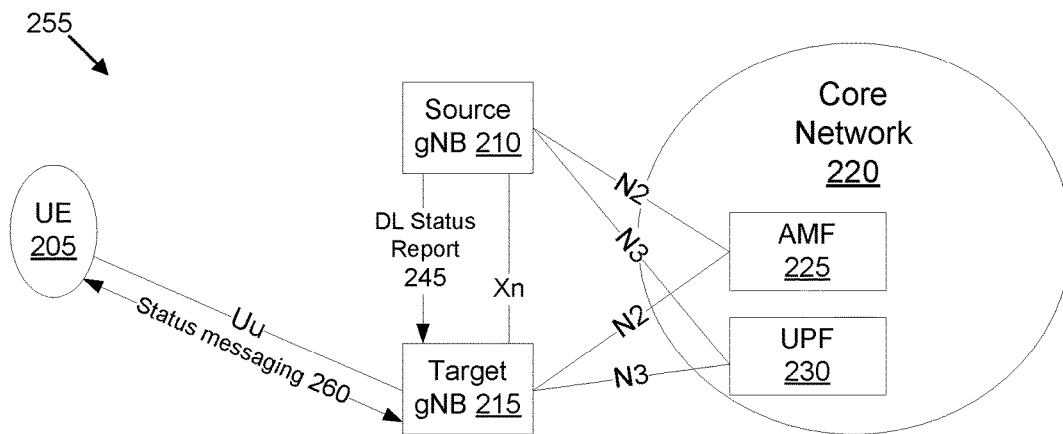 255
Source
gNB 210
Core
Network
220
N2
UE
205
DL Status
Report
245
Xn
N3
AMF
225
Uu
Status messaging 260
N2
Target
gNB 215
N3
UPF
230